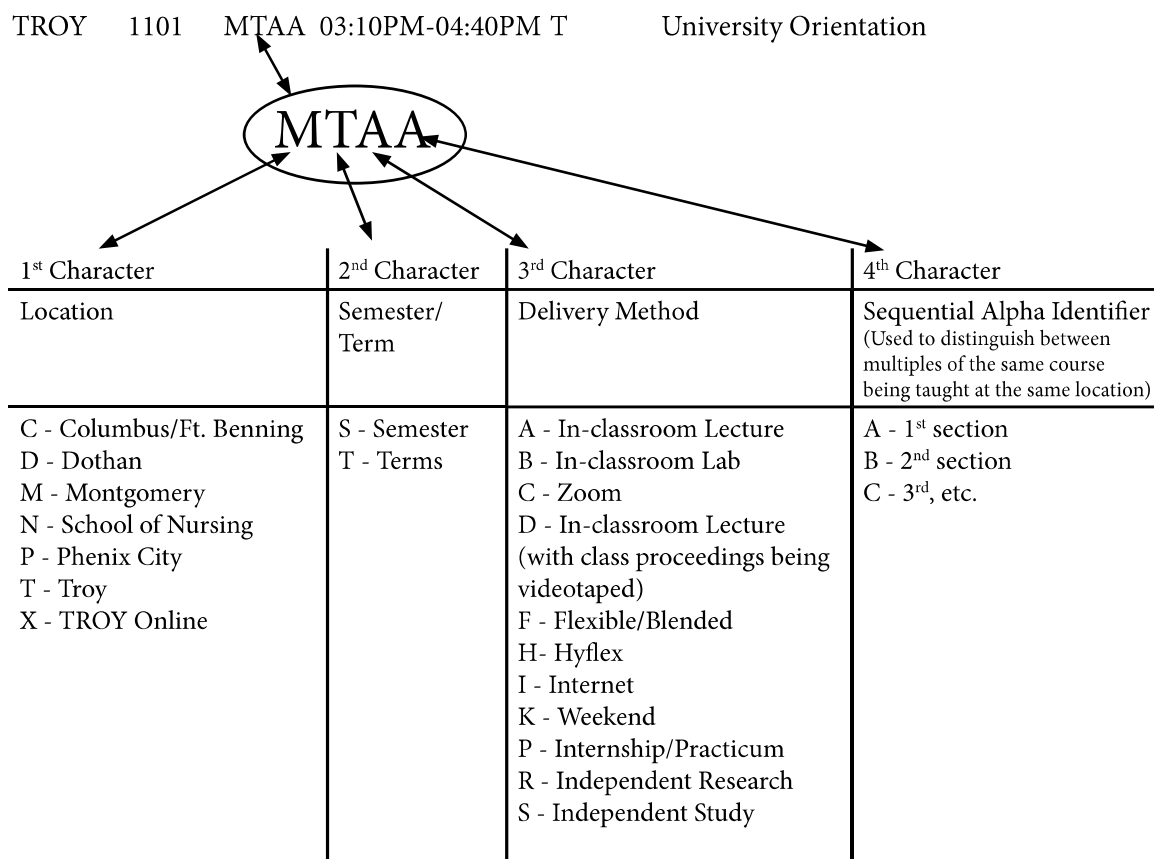 TROY 1101 MTAA 03:10PM-04:40PM T University Orientation
MTAA
1st Character 2nd Character 3rd Character 4th Character
Location
Semester/
Term
Delivery Method
Sequential Alpha Identifier
(Used to distinguish between
multiples of the same course
being taught at the same location)
C - Columbus/Ft. Benning
D - Dothan
M - Montgomery
N - School of Nursing
P - Phenix City
T - Troy
X - TROY Online
S - Semester
T - Terms
A - In-classroom Lecture
B - In-classroom Lab
C - Zoom
D - In-classroom Lecture
(with class proceedings being
videotaped)
F - Flexible/Blended
H- Hyflex
I - Internet
K - Weekend
P - Internship/Practicum
R - Independent Research
S - Independent Study
A - 1st section
B - 2nd section
C - 3rd, etc.